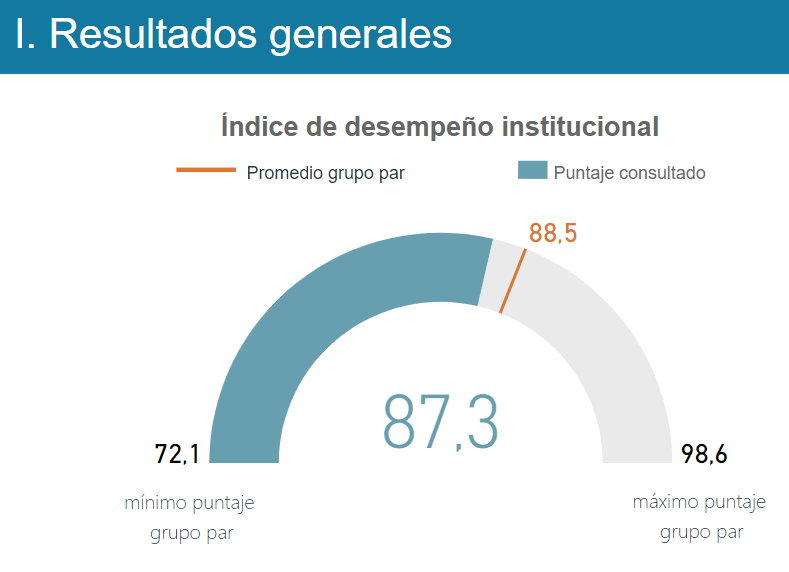 I. Resultados generales
Índice de desempeño institucional
Promedio grupo par
Puntaje consultado
88,5
87,3
72,1
98,6
mínimo puntaje
grupo par
máximo puntaje
grupo par